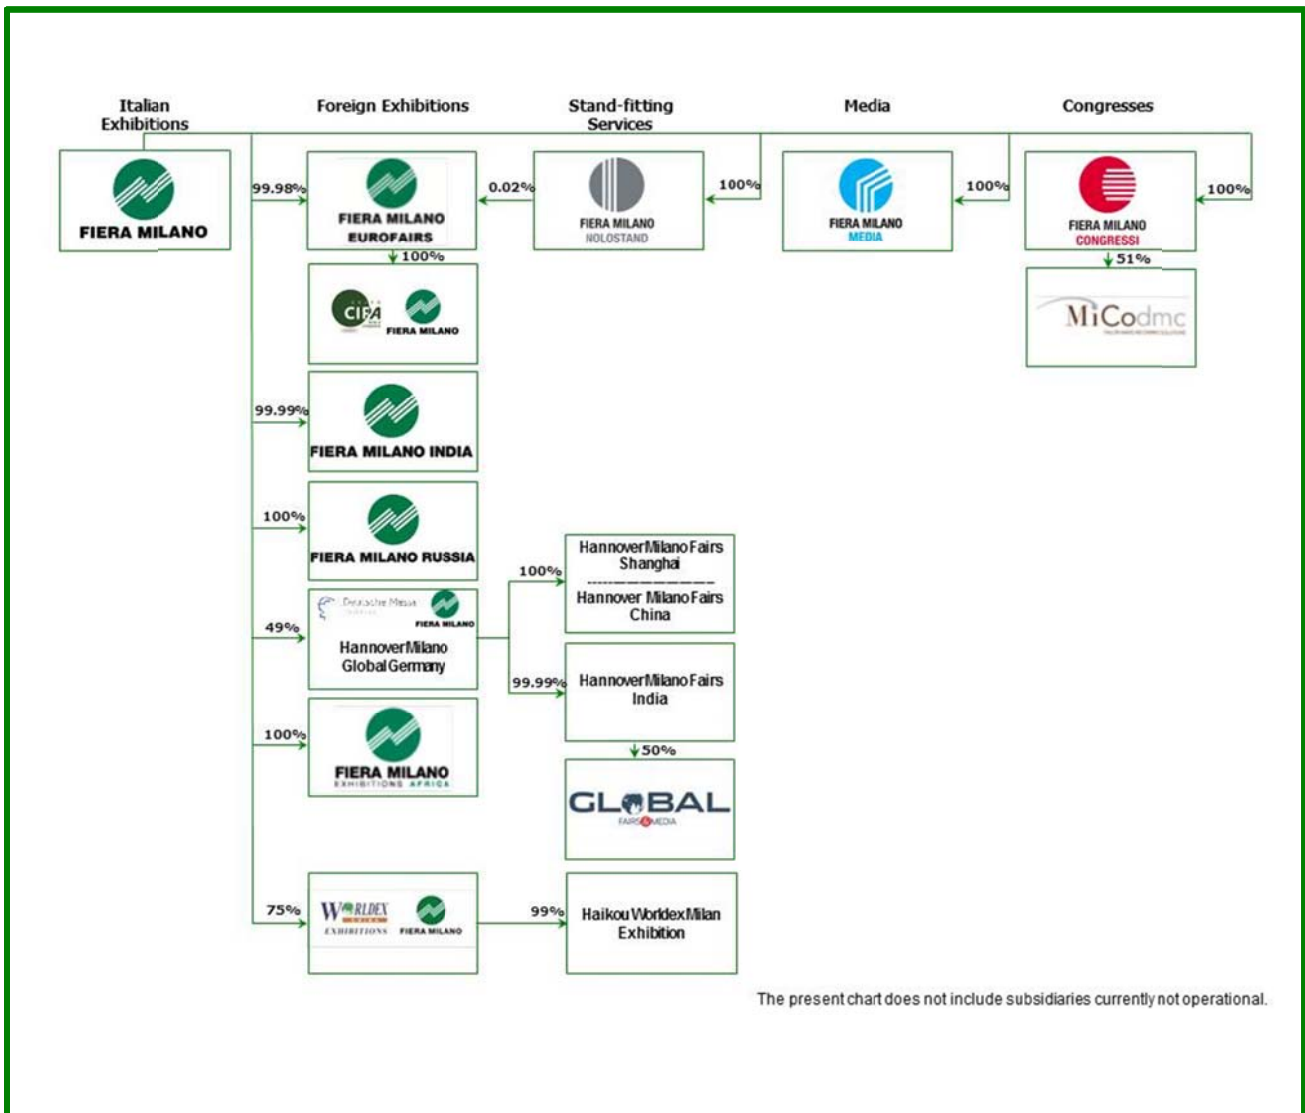 Italian
Exhibitions
Foreign Exhibitions
Stand-fitting
Services
Media
Congresses
FIERA MILANO
99.98%
FIERA MILANO
EUROFAIRS
0.02%
FIERA MILANO
NOLOSTAND
100%
FIERA MILANO
MEDIA
100%
FIERA MILANO
CONGRESSI
100%
100%
51%
CIPA
FIERA MILANO
MiCodmc
99.99%
FIERA MILANO INDIA
100%
FIERA MILANO RUSSIA
49%
Deutsche Messe
FIERA MILANO
HannoverMilano
Global Germany
100%
HannoverMilano Fairs
Shanghai
Hannover Milano Fairs
China
99.99%
HannoverMilano Fairs
India
100%
FIERA MILANO
EXHIBITIONS AFRICA
50%
GLOBAL
FAIRS&MEDIA
75%
WORLDEX
CHINA
EXHIBITIONS
FIERA MILANO
99%
Haikou Worldex Milan
Exhibition
The present chart does not include subsidiaries currently not operational.